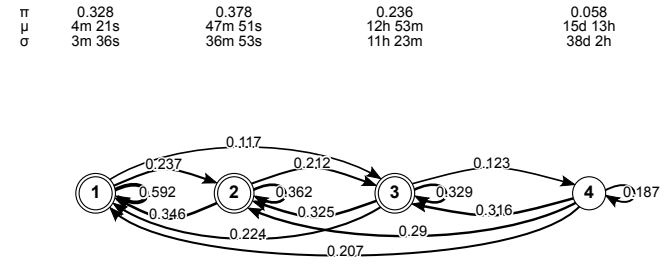 π 0.328 0.378 0.236 0.058
μ 4m 21s 47m 51s 12h 53m 15d 13h
σ 3m 36s 36m 53s 11h 23m 38d 2h
0.117
0.237 0.212 0.123
1 0.592 2 0.362 3 0.329 4 0.187
0.346 0.325 0.316
0.224 0.29
0.207